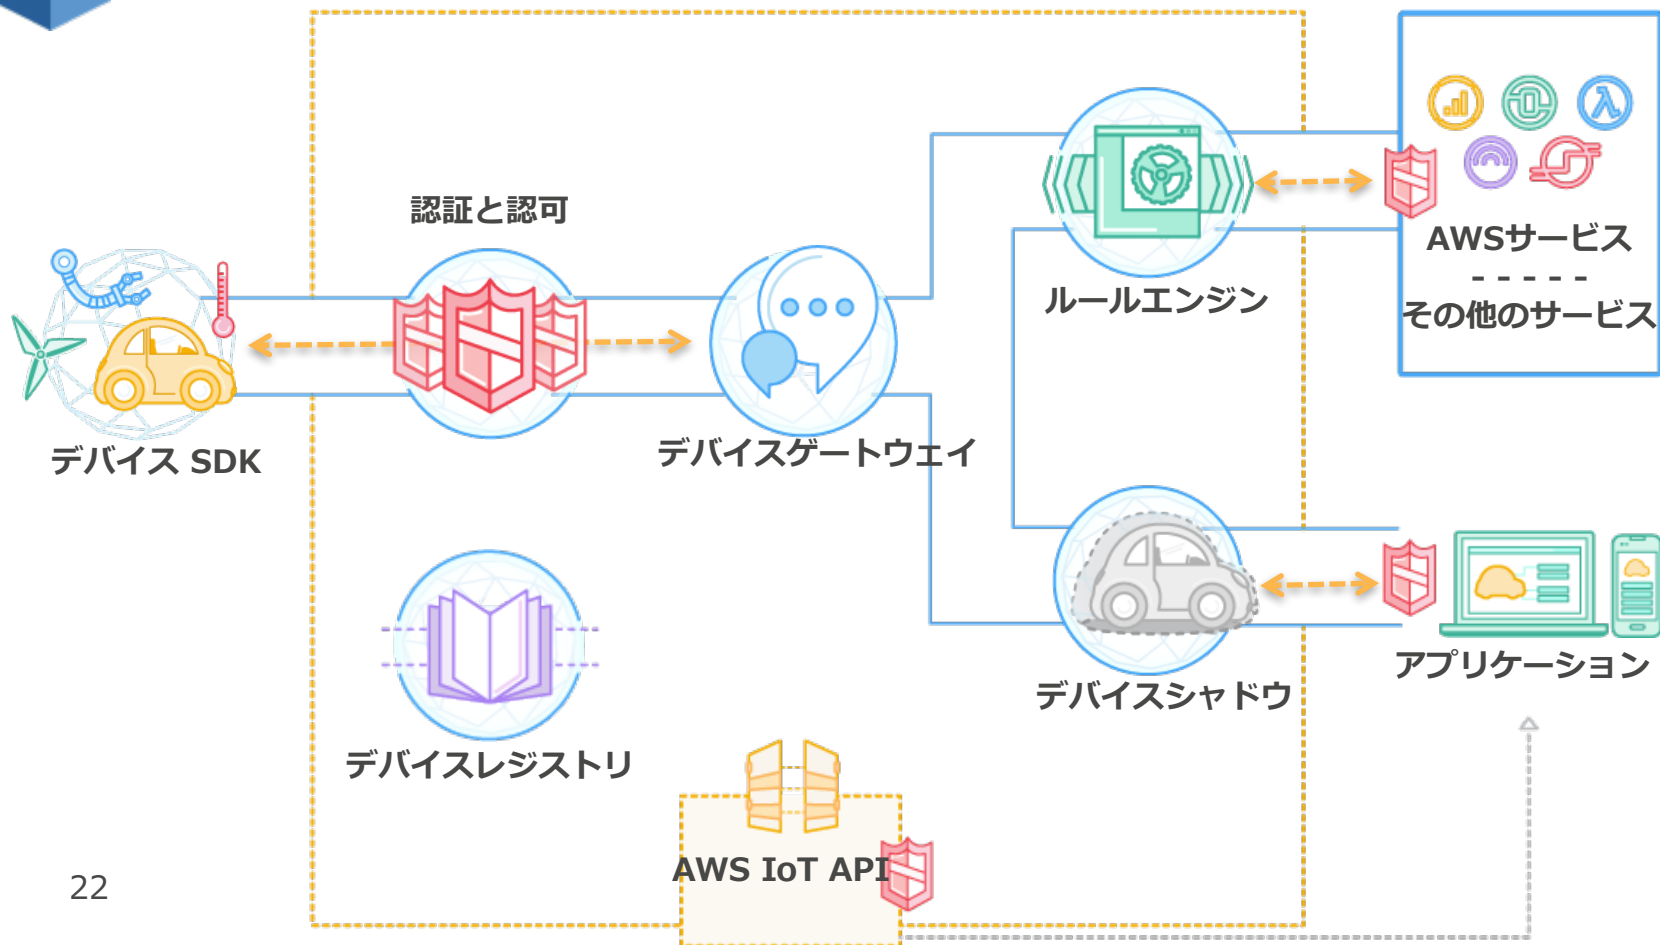 認証と認可
AWSサービス
- - - - -
その他のサービス
ルールエンジン
デバイス SDK
デバイスゲートウェイ
アプリケーション
デバイスシャドウ
デバイスレジストリ
AWS IoT API
22